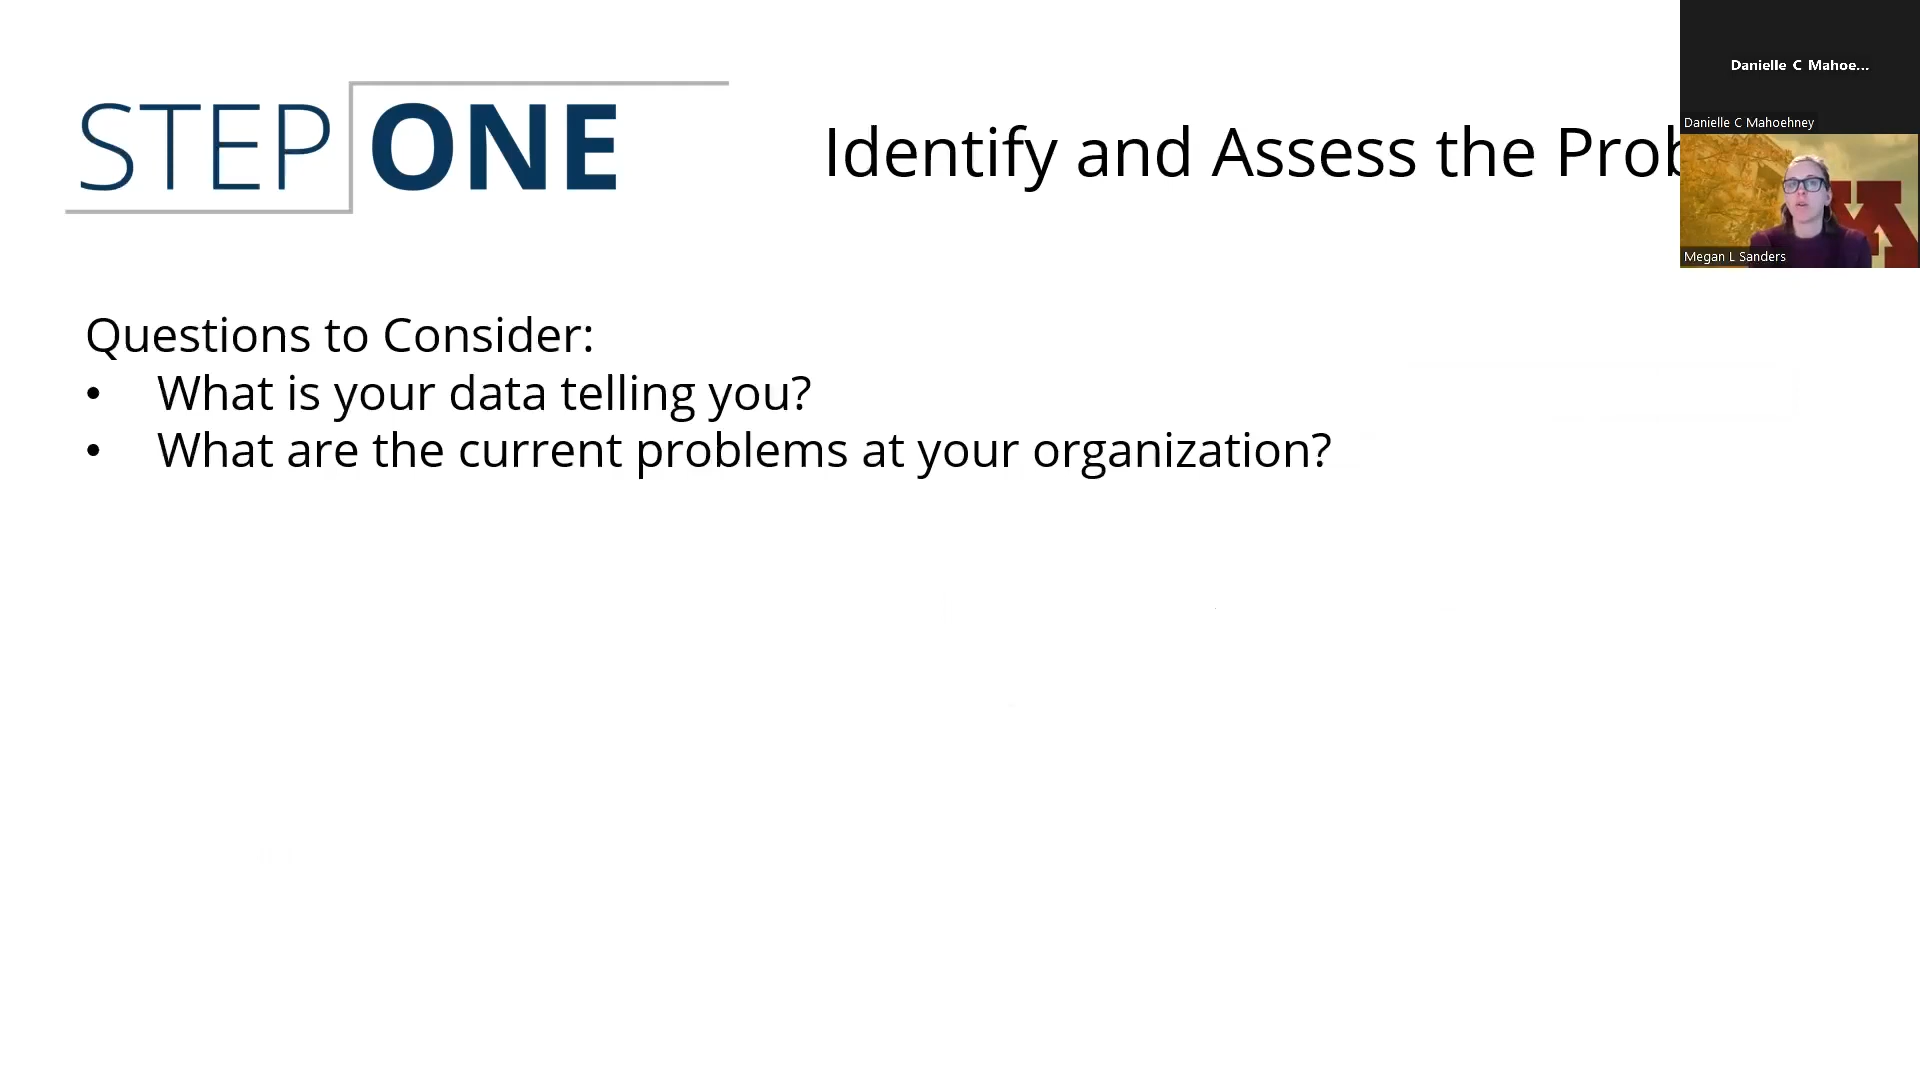 STEP ONE
Identify and Assess the Prob
Danielle C Mahoe...
Danielle C Mahoehney
Megan L Sanders
Questions to Consider:
• What is your data telling you?
• What are the current problems at your organization?